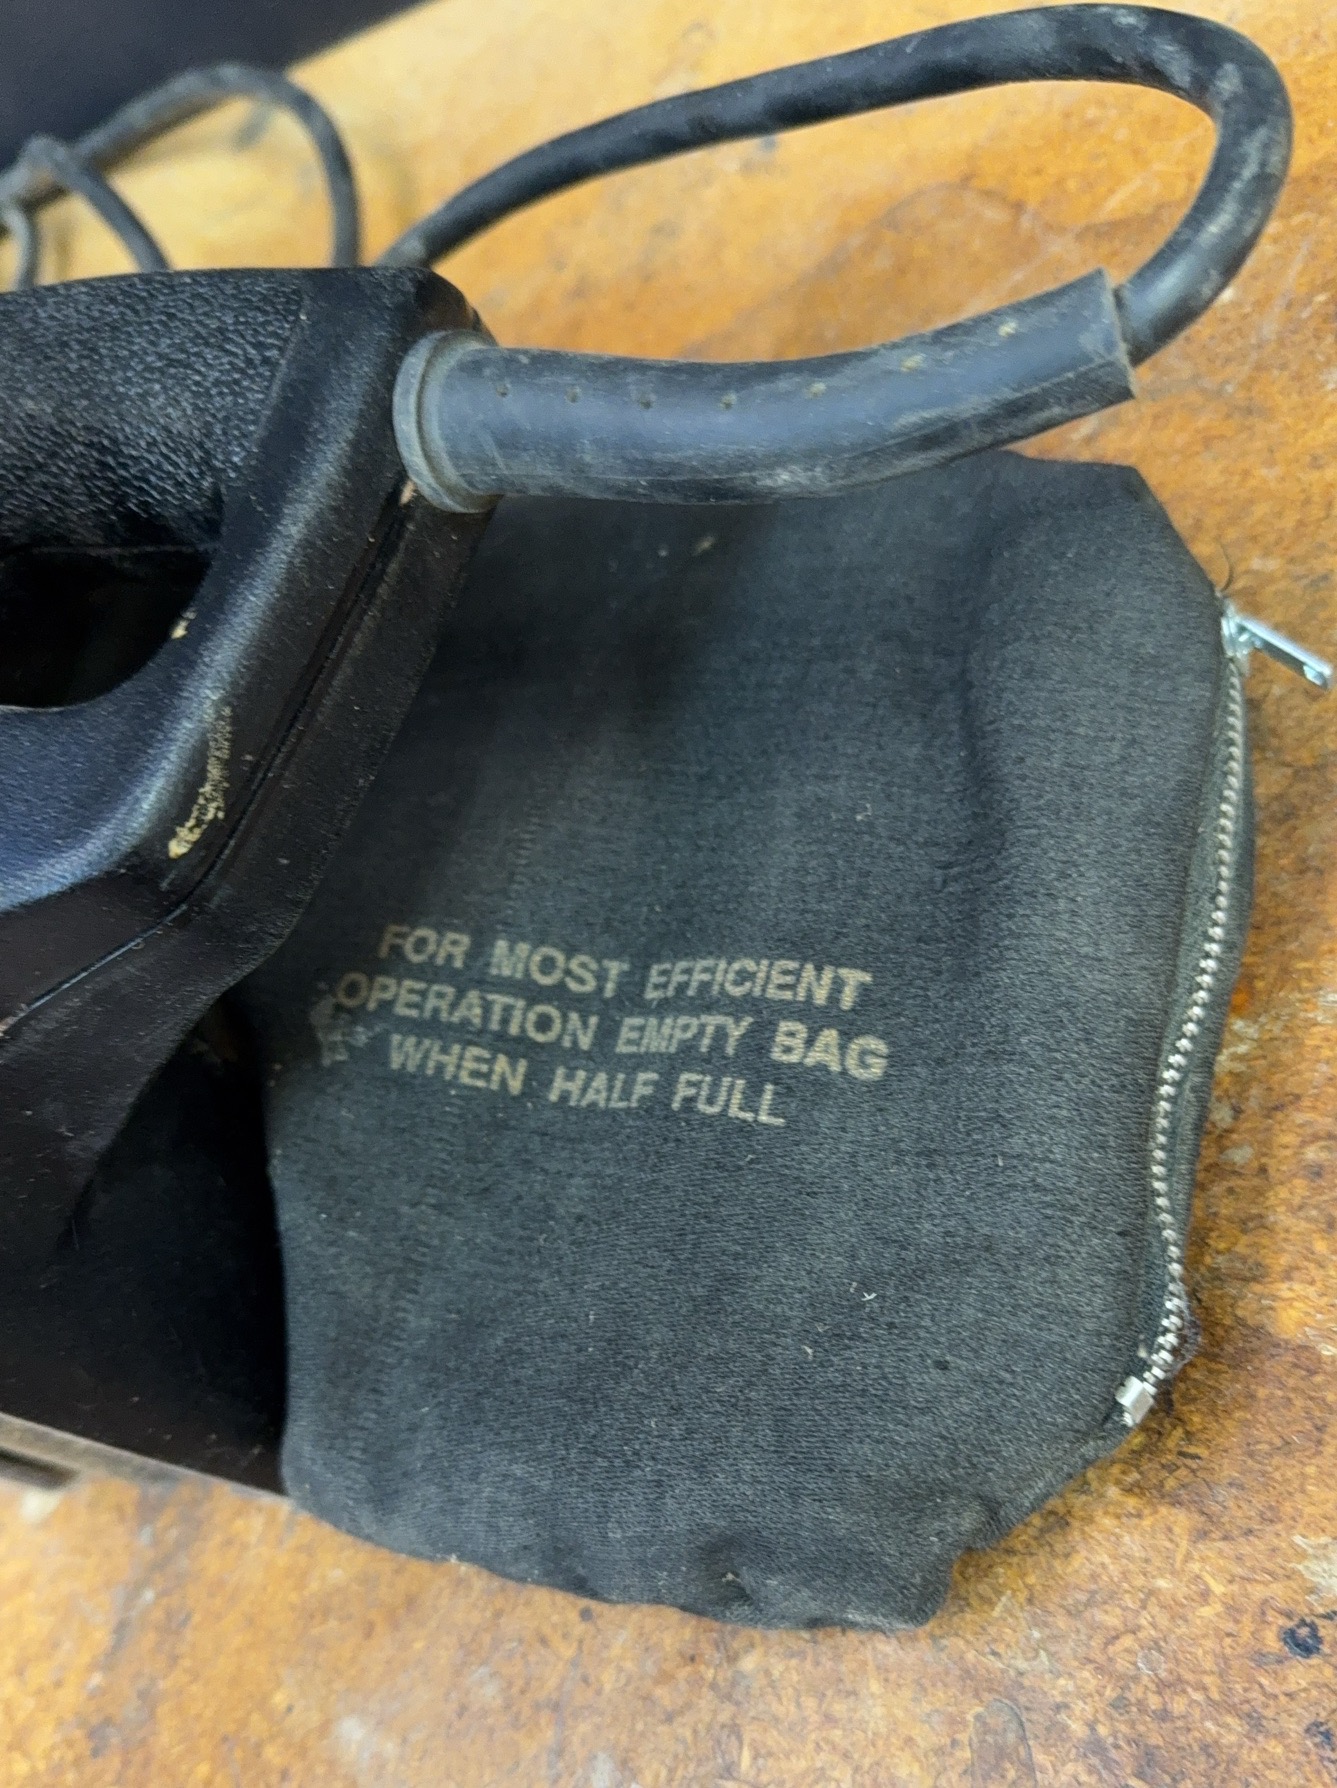 FOR MOST EFFICIENT
OPERATION EMPTY BAG
WHEN HALF FULL